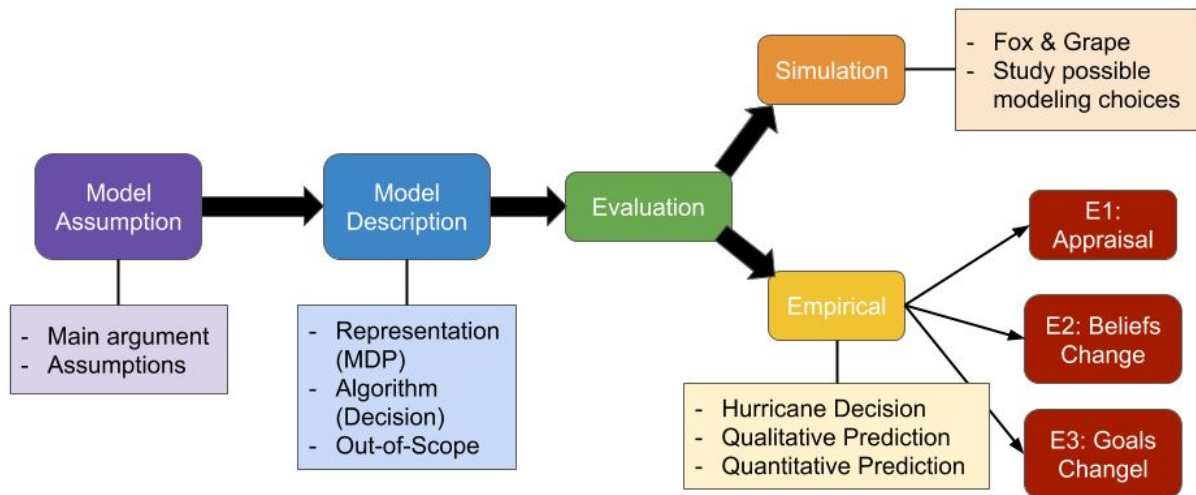 Model
Assumption
- Main argument
- Assumptions
Model
Description
- Representation
(MDP)
- Algorithm
(Decision)
- Out-of-Scope
Evaluation
Simulation
- Fox & Grape
- Study possible
modeling choices
Empirical
- Hurricane Decision
- Qualitative Prediction
- Quantitative Prediction
E1:
Appraisal
E2: Beliefs
Change
E3: Goals
Changel